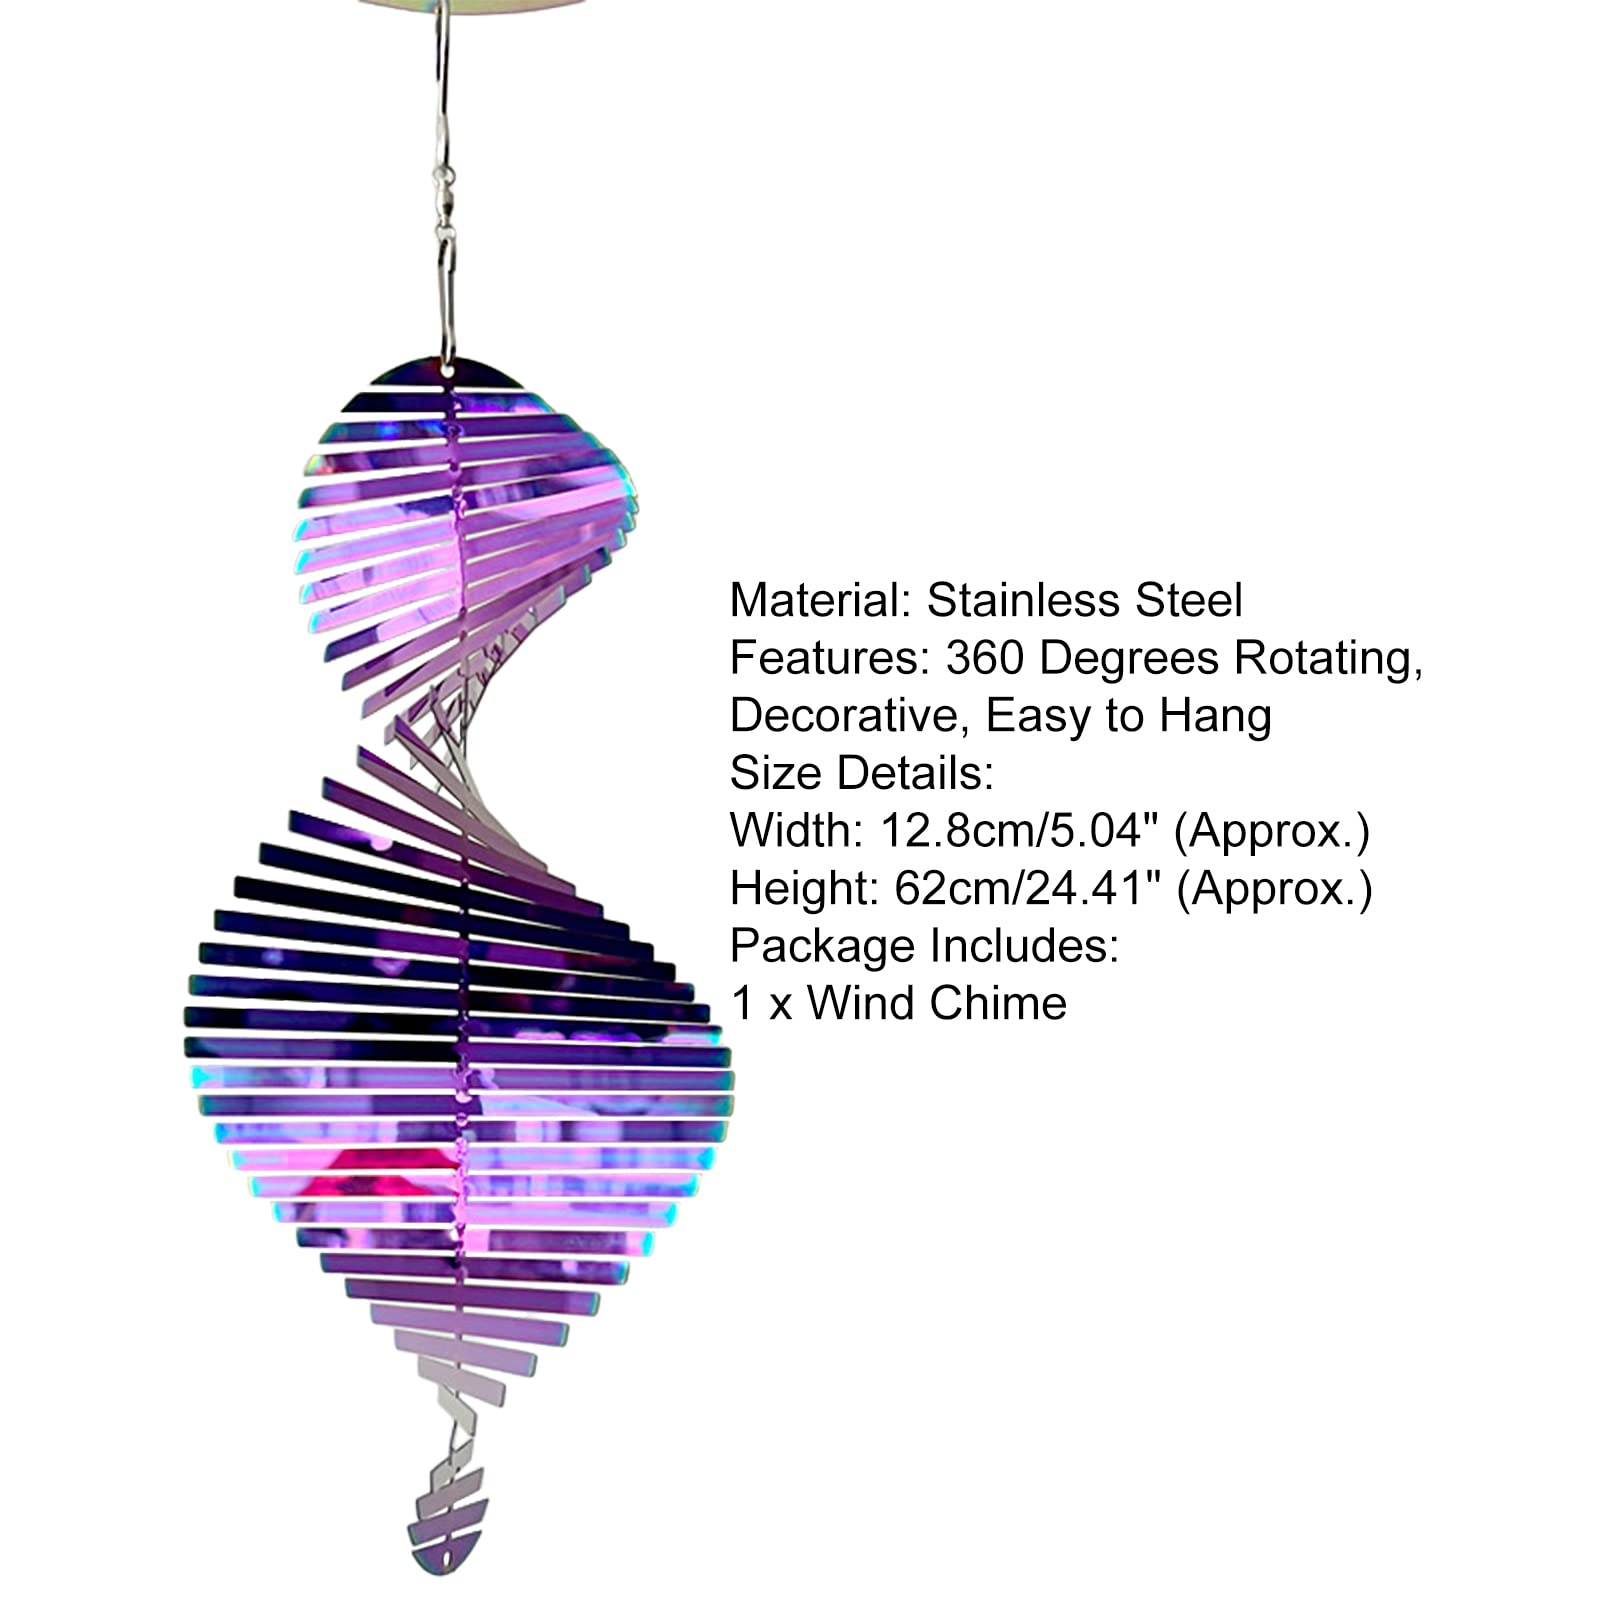 Material: Stainless Steel
Features: 360 Degrees Rotating,
Decorative, Easy to Hang
Size Details:
Width: 12.8cm/5.04" (Approx.)
Height: 62cm/24.41" (Approx.)
Package Includes:
1 x Wind Chime